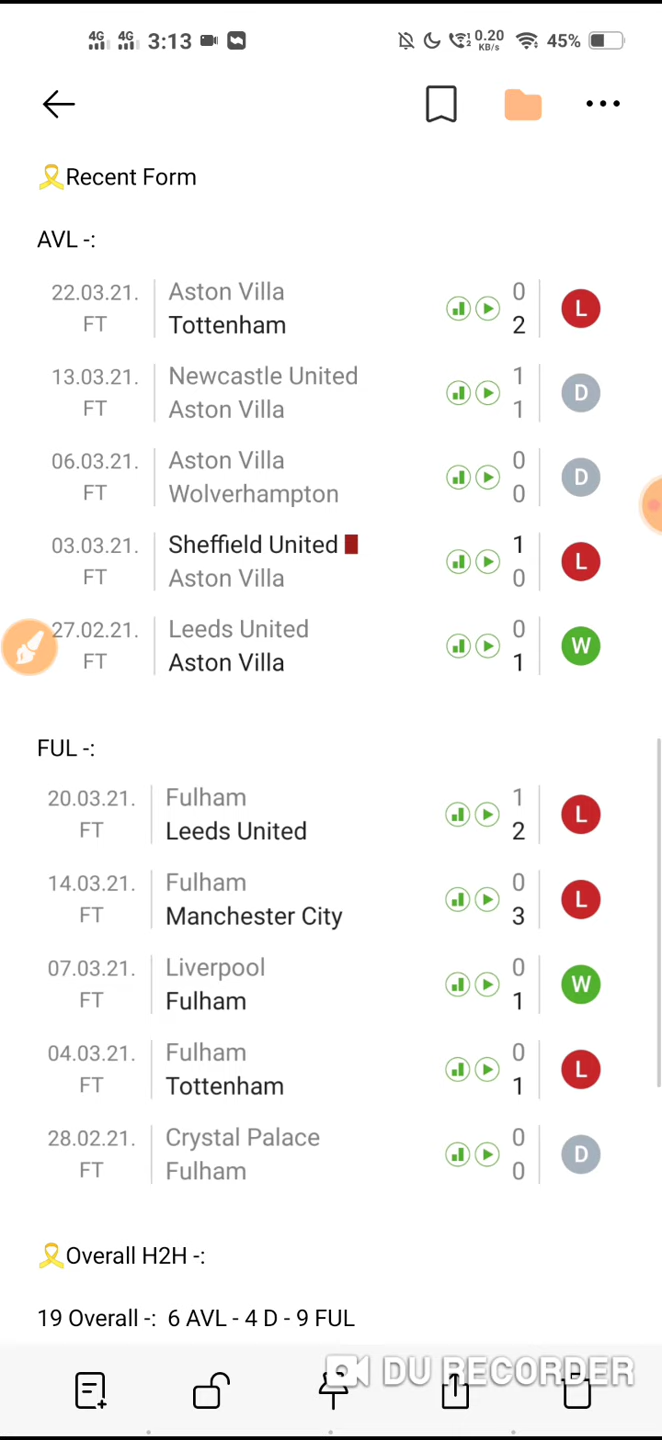 4G 4G 3:13 2 0.20 KB/s 45%
Recent Form
AVL -:
22.03.21. Aston Villa 0 L
FT Tottenham 2
13.03.21. Newcastle United 1 D
FT Aston Villa 1
06.03.21. Aston Villa 0 D
FT Wolverhampton 0
03.03.21. Sheffield United 1 L
FT Aston Villa 0
27.02.21. Leeds United 0 W
FT Aston Villa 1
FUL -:
20.03.21. Fulham 1 L
FT Leeds United 2
14.03.21. Fulham 0 L
FT Manchester City 3
07.03.21. Liverpool 0 W
FT Fulham 1
04.03.21. Fulham 0 L
FT Tottenham 1
28.02.21. Crystal Palace 0 D
FT Fulham 0
Overall H2H -:
19 Overall -: 6 AVL - 4 D - 9 FUL
DU RECORDER